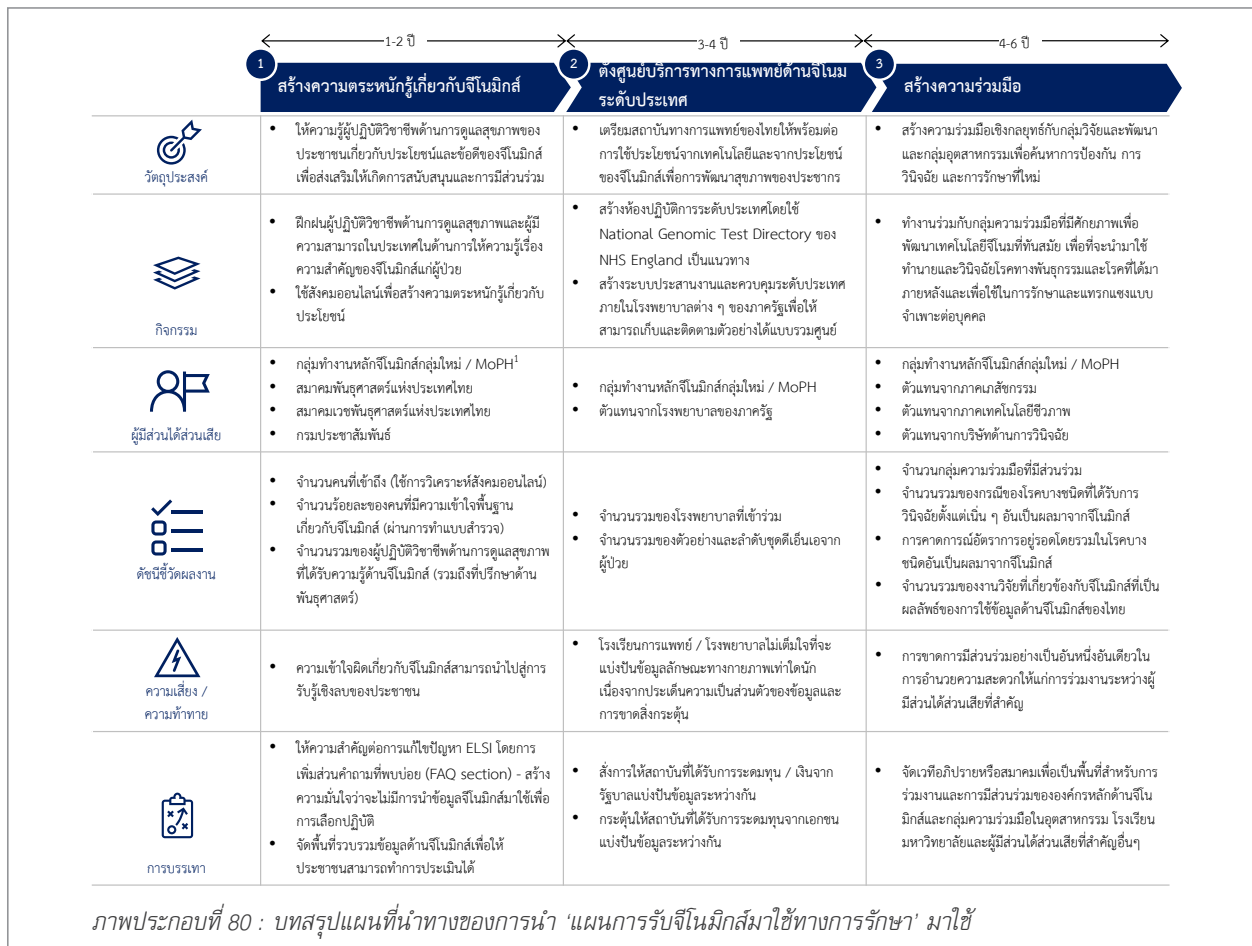 1-2 ปี
3-4 ปี
4-6 ปี
1
สร้างความตระหนักรู้เกี่ยวกับจีโนมิกส์
2
ตั้งศูนย์บริการทางการแพทย์ด้านจีโนม
ระดับประเทศ
3
สร้างความร่วมมือ
วัตถุประสงค์
• ให้ความรู้ผู้ปฏิบัติวิชาชีพด้านการดูแลสุขภาพของ
ประชาชนเกี่ยวกับประโยชน์และข้อดีของจีโนมิกส์
เพื่อส่งเสริมให้เกิดการสนับสนุนและการมีส่วนร่วม
• เตรียมสถาบันทางการแพทย์ของไทยให้พร้อมต่อ
การใช้ประโยชน์จากเทคโนโลยีและจากประโยชน์
ของจีโนมิกส์เพื่อการพัฒนาสุขภาพของประชากร
• สร้างความร่วมมือเชิงกลยุทธ์กับกลุ่มวิจัยและพัฒนา
และกลุ่มอุตสาหกรรมเพื่อค้นหาการป้องกัน การ
วินิจฉัย และการรักษาที่ใหม่
กิจกรรม
• ฝึกฝนผู้ปฏิบัติวิชาชีพด้านการดูแลสุขภาพและผู้มี
ความสามารถในประเทศในด้านการให้ความรู้เรื่อง
ความสำคัญของจีโนมิกส์แก่ผู้ป่วย
• ใช้สังคมออนไลน์เพื่อสร้างความตระหนักรู้เกี่ยวกับ
ประโยชน์
• สร้างห้องปฏิบัติการระดับประเทศโดยใช้
National Genomic Test Directory ของ
NHS England เป็นแนวทาง
• สร้างระบบประสานงานและควบคุมระดับประเทศ
ภายในโรงพยาบาลต่าง ๆ ของภาครัฐเพื่อให้
สามารถเก็บและติดตามตัวอย่างได้แบบรวมศูนย์
• ทำงานร่วมกับกลุ่มความร่วมมือที่มีศักยภาพเพื่อ
พัฒนาเทคโนโลยีจีโนมที่ทันสมัย เพื่อที่จะนำมาใช้
ทำนายและวินิจฉัยโรคทางพันธุกรรมและโรคที่ได้มา
ภายหลังและเพื่อใช้ในการรักษาและแทรกแซงแบบ
จำเพาะต่อบุคคล
ผู้มีส่วนได้ส่วนเสีย
• กลุ่มทำงานหลักจีโนมิกส์กลุ่มใหม่ / MoPH¹
• สมาคมพันธุศาสตร์แห่งประเทศไทย
• สมาคมเวชพันธุศาสตร์แห่งประเทศไทย
• กรมประชาสัมพันธ์
• กลุ่มทำงานหลักจีโนมิกส์กลุ่มใหม่ / MoPH
• ตัวแทนจากโรงพยาบาลของภาครัฐ
• กลุ่มทำงานหลักจีโนมิกส์กลุ่มใหม่ / MoPH
• ตัวแทนจากภาคเภสัชกรรม
• ตัวแทนจากภาคเทคโนโลยีชีวภาพ
• ตัวแทนจากบริษัทด้านการวินิจฉัย
ดัชนีชี้วัดผลงาน
• จำนวนคนที่เข้าถึง (ใช้การวิเคราะห์สังคมออนไลน์)
• จำนวนร้อยละของคนที่มีความเข้าใจพื้นฐาน
เกี่ยวกับจีโนมิกส์ (ผ่านการทำแบบสำรวจ)
• จำนวนรวมของผู้ปฏิบัติวิชาชีพด้านการดูแลสุขภาพ
ที่ได้รับความรู้ด้านจีโนมิกส์ (รวมถึงที่ปรึกษาด้าน
พันธุศาสตร์)
• จำนวนรวมของโรงพยาบาลที่เข้าร่วม
• จำนวนรวมของตัวอย่างและลำดับชุดดีเอ็นเอจาก
ผู้ป่วย
• จำนวนกลุ่มความร่วมมือที่มีส่วนร่วม
• จำนวนรวมของกรณีของโรคบางชนิดที่ได้รับการ
วินิจฉัยตั้งแต่เนิ่น ๆ อันเป็นผลมาจากจีโนมิกส์
• การคาดการณ์อัตราการอยู่รอดโดยรวมในโรคบาง
ชนิดอันเป็นผลมาจากจีโนมิกส์
• จำนวนรวมของงานวิจัยที่เกี่ยวข้องกับจีโนมิกส์ที่เป็น
ผลลัพธ์ของการใช้ข้อมูลด้านจีโนมิกส์ของไทย
ความเสี่ยง /
ความท้าทาย
• ความเข้าใจผิดเกี่ยวกับจีโนมิกส์สามารถนำไปสู่การ
รับรู้เชิงลบของประชาชน
• โรงเรียนการแพทย์ / โรงพยาบาลไม่เต็มใจที่จะ
แบ่งปันข้อมูลลักษณะทางกายภาพเท่าใดนัก
เนื่องจากประเด็นความเป็นส่วนตัวของข้อมูลและ
การขาดสิ่งกระตุ้น
• การขาดการมีส่วนร่วมอย่างเป็นอันหนึ่งอันเดียวใน
การอำนวยความสะดวกให้แก่การร่วมงานระหว่างผู้
มีส่วนได้ส่วนเสียที่สำคัญ
การบรรเทา
• ให้ความสำคัญต่อการแก้ไขปัญหา ELSI โดยการ
เพิ่มส่วนคำถามที่พบบ่อย (FAQ section) - สร้าง
ความมั่นใจว่าจะไม่มีการนำข้อมูลจีโนมิกส์มาใช้เพื่อ
การเลือกปฏิบัติ
• จัดพื้นที่รวบรวมข้อมูลด้านจีโนมิกส์เพื่อให้
ประชาชนสามารถทำการประเมินได้
• สั่งการให้สถาบันที่ได้รับการระดมทุน / เงินจาก
รัฐบาลแบ่งปันข้อมูลระหว่างกัน
• กระตุ้นให้สถาบันที่ได้รับการระดมทุนจากเอกชน
แบ่งปันข้อมูลระหว่างกัน
• จัดเวทีอภิปรายหรือสมาคมเพื่อเป็นพื้นที่สำหรับการ
ร่วมงานและการมีส่วนร่วมขององค์กรหลักด้านจีโน
มิกส์และกลุ่มความร่วมมือในอุตสาหกรรม โรงเรียน
มหาวิทยาลัยและผู้มีส่วนได้ส่วนเสียที่สำคัญอื่นๆ
ภาพประกอบที่ 80 : บทสรุปแผนที่นำทางของการนำ ‘แผนการรับจีโนมิกส์มาใช้ทางการรักษา’ มาใช้